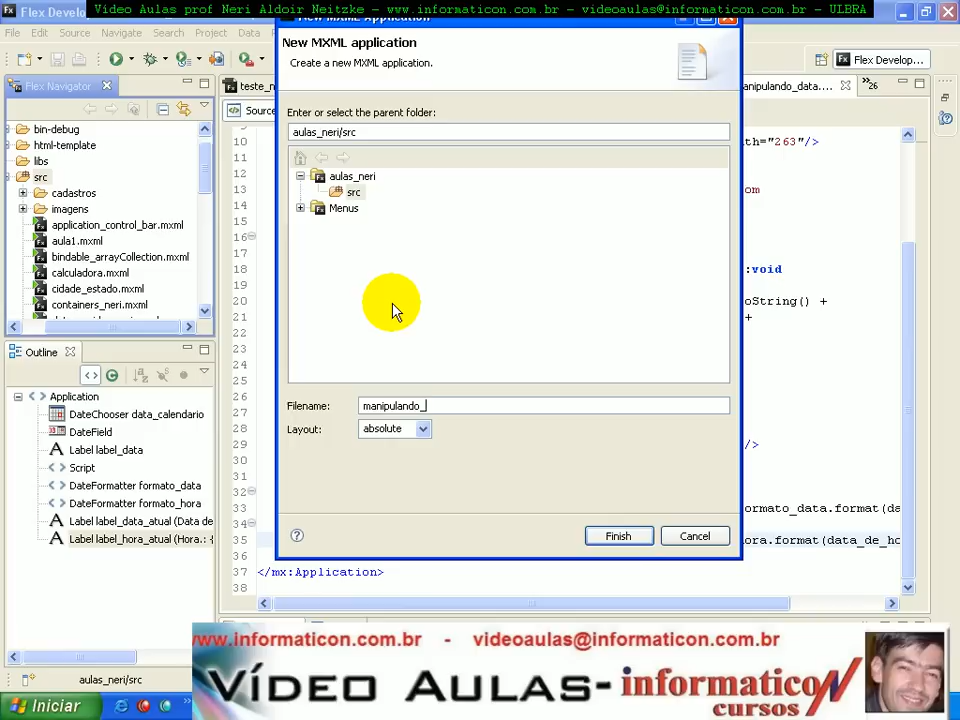 Vídeo Aulas prof Neri Aldoir Neitzke - www.informaticon.com.br - videoaulas@informaticon.com.br - ULBRA
Flex Develo
New MXML Application
File Edit Source Navigate Search Project Data
Flex Develop...
Flex Navigator
teste_n
anipulando_data....
26
Source
bin-debug
html-template
libs
src
cadastros
imagens
application_control_bar.mxml
aula1.mxml
bindable_arrayCollection.mxml
calculadora.mxml
cidade_estado.mxml
containers_neri.mxml
Outline
Application
DateChooser data_calendario
DateField
Label label_data
Script
DateFormatter formato_data
DateFormatter formato_hora
Label label_data_atual (Data de
Label label_hora_atual (Hora.: {
New MXML application
Create a new MXML application.
Enter or select the parent folder:
aulas_neri/src
aulas_neri
src
Menus
Filename: manipulando_
Layout: absolute
Finish Cancel
10 th="263"/>
11
12
13 om
14
15
16
17
18 :void
19
20 oString() +
21 +
22
23
24
25
26
27
28
29 />
30
31
32
33 ormato_data.format(da
34
35 ora.format(data_de_ho
36
37 </mx:Application>
38
aulas_neri/src
www.informaticon.com.br - videoaulas@informaticon.com.br
VÍDEO AULAS- informaticon
cursos
Iniciar